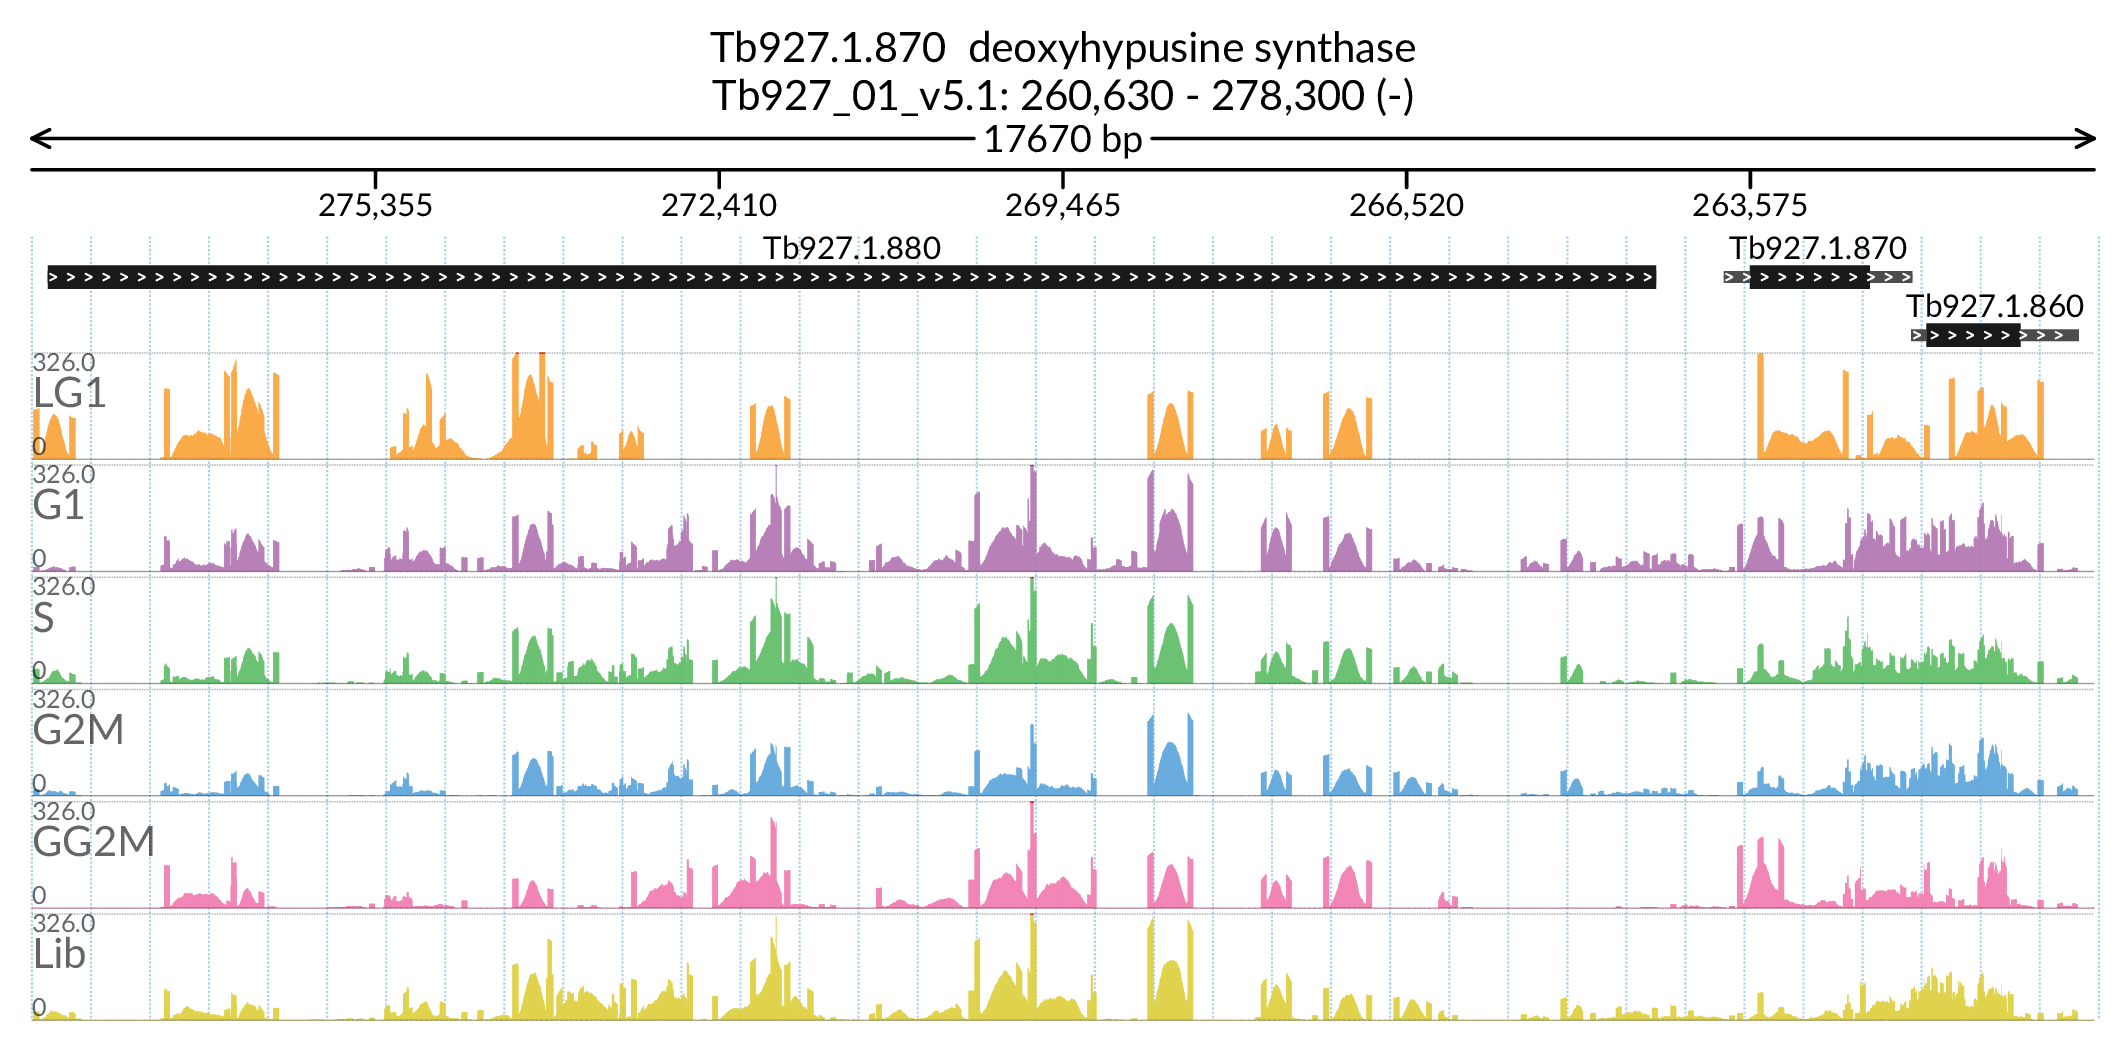 Tb927.1.870 deoxyhypusine synthase
Tb927_01_v5.1: 260,630 - 278,300 (-)
17670 bp
275,355 272,410 269,465 266,520 263,575
Tb927.1.880 Tb927.1.870
Tb927.1.860
326.0
LG1
0
326.0
G1
0
326.0
S
0
326.0
G2M
0
326.0
GG2M
0
326.0
Lib
0